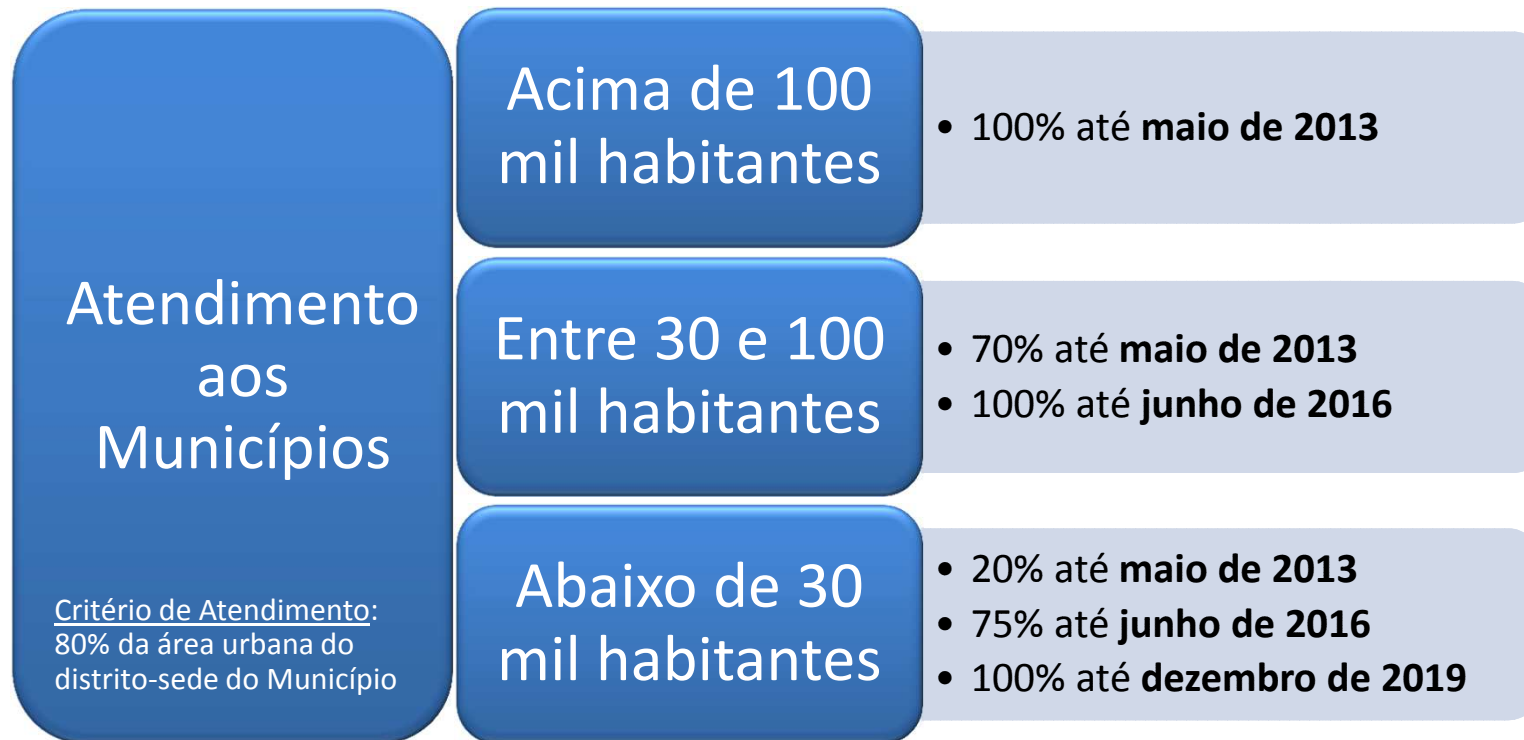 Atendimento
aos
Municípios
Critério de Atendimento:
80% da área urbana do
distrito-sede do Município
Acima de 100
mil habitantes
• 100% até maio de 2013
Entre 30 e 100
mil habitantes
• 70% até maio de 2013
• 100% até junho de 2016
Abaixo de 30
mil habitantes
• 20% até maio de 2013
• 75% até junho de 2016
• 100% até dezembro de 2019